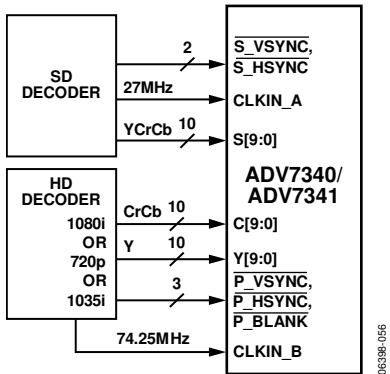 SD
DECODER
2
S_VSYNC,
S_HSYNC
27MHz
CLKIN_A
YCrCb
10
S[9:0]
ADV7340/
ADV7341
HD
DECODER
1080i
OR
720p
OR
1035i
CrCb
10
C[9:0]
Y
10
Y[9:0]
3
P_VSYNC,
P_HSYNC,
P_BLANK
74.25MHz
CLKIN_B
06398-056